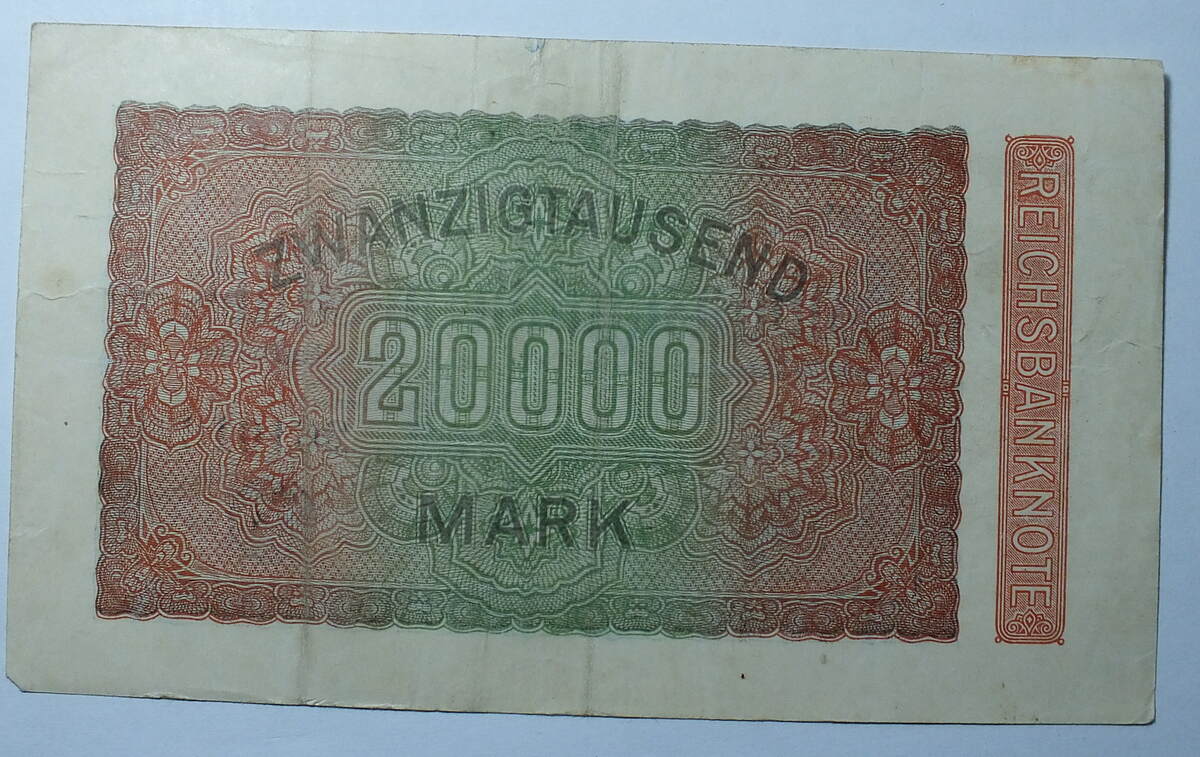 ZWANZIGTAUSEND
20000
MARK
REICHSBANKNOTE